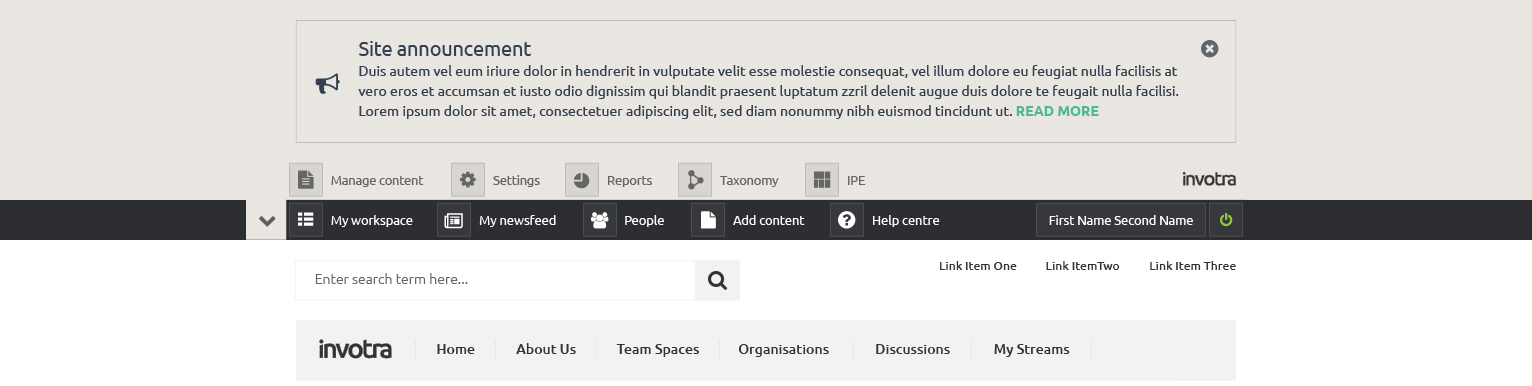 Site announcement
Duis autem vel eum iriure dolor in hendrerit in vulputate velit esse molestie consequat, vel illum dolore eu feugiat nulla facilisis at
vero eros et accumsan et iusto odio dignissim qui blandit praesent luptatum zzril delenit augue duis dolore te feugait nulla facilisi.
Lorem ipsum dolor sit amet, consectetuer adipiscing elit, sed diam nonummy nibh euismod tincidunt ut. READ MORE
Manage content Settings Reports Taxonomy IPE invotra
My workspace My newsfeed People Add content Help centre First Name Second Name
Link Item One Link ItemTwo Link Item Three
Enter search term here...
invotra Home About Us Team Spaces Organisations Discussions My Streams